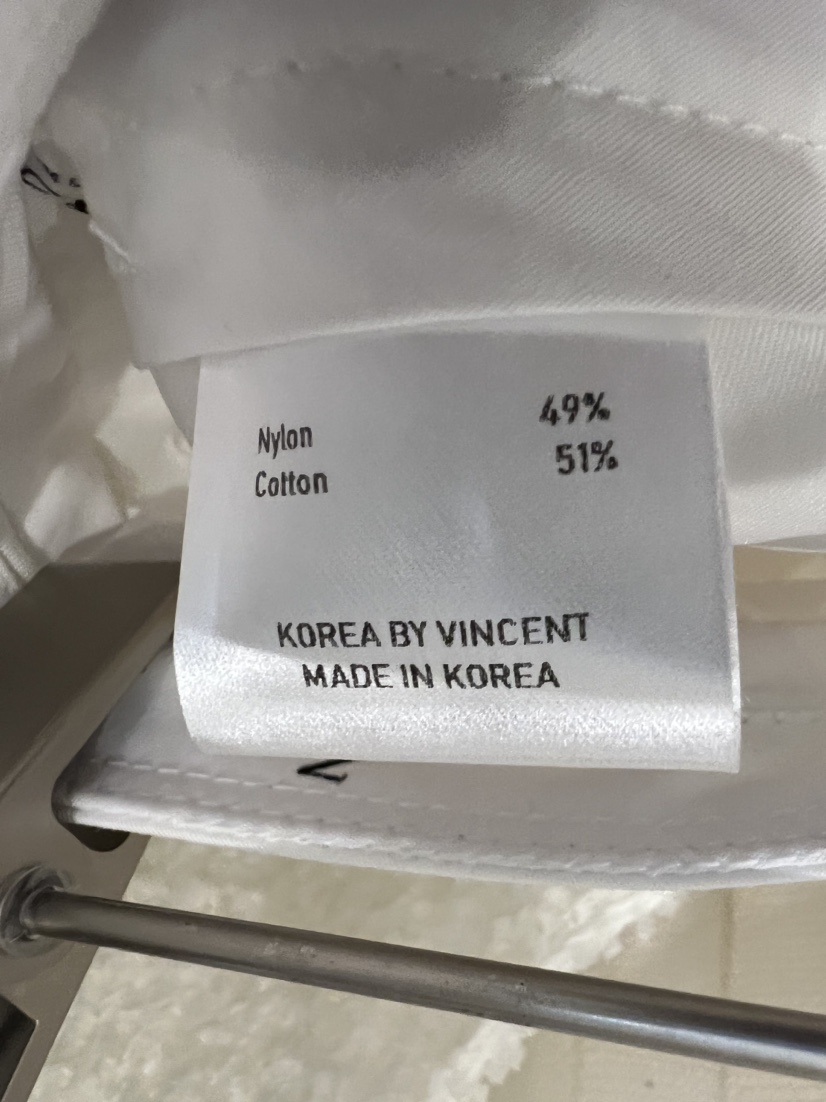 Nylon 49%
Cotton 51%
KOREA BY VINCENT
MADE IN KOREA